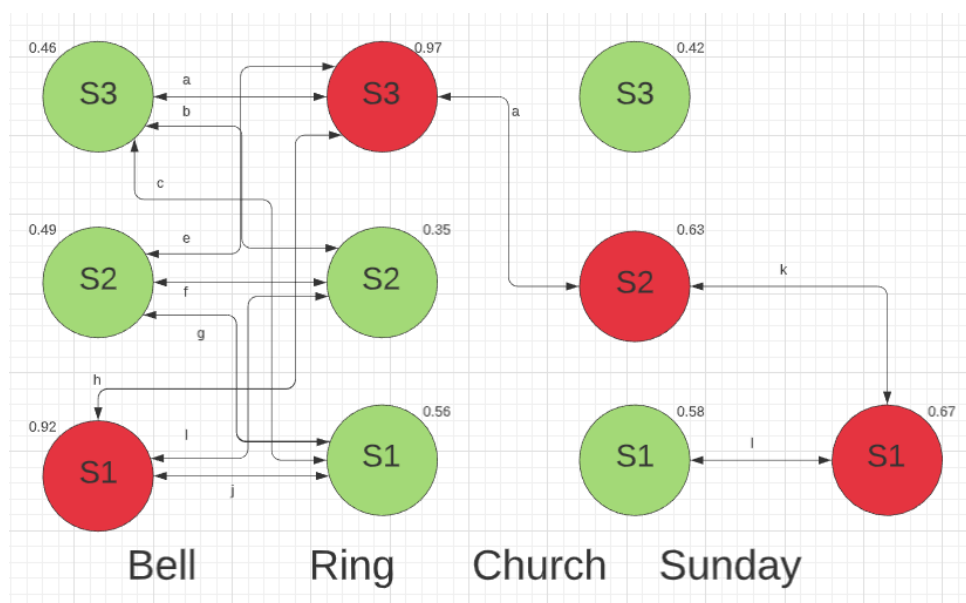 0.46 0.97 0.42
S3 a S3 a S3
b
c
0.49 0.35 0.63
S2 e S2 S2 k
f
g
h
0.92 0.56 0.58 0.67
S1 l S1 S1 l S1
j
Bell Ring Church Sunday